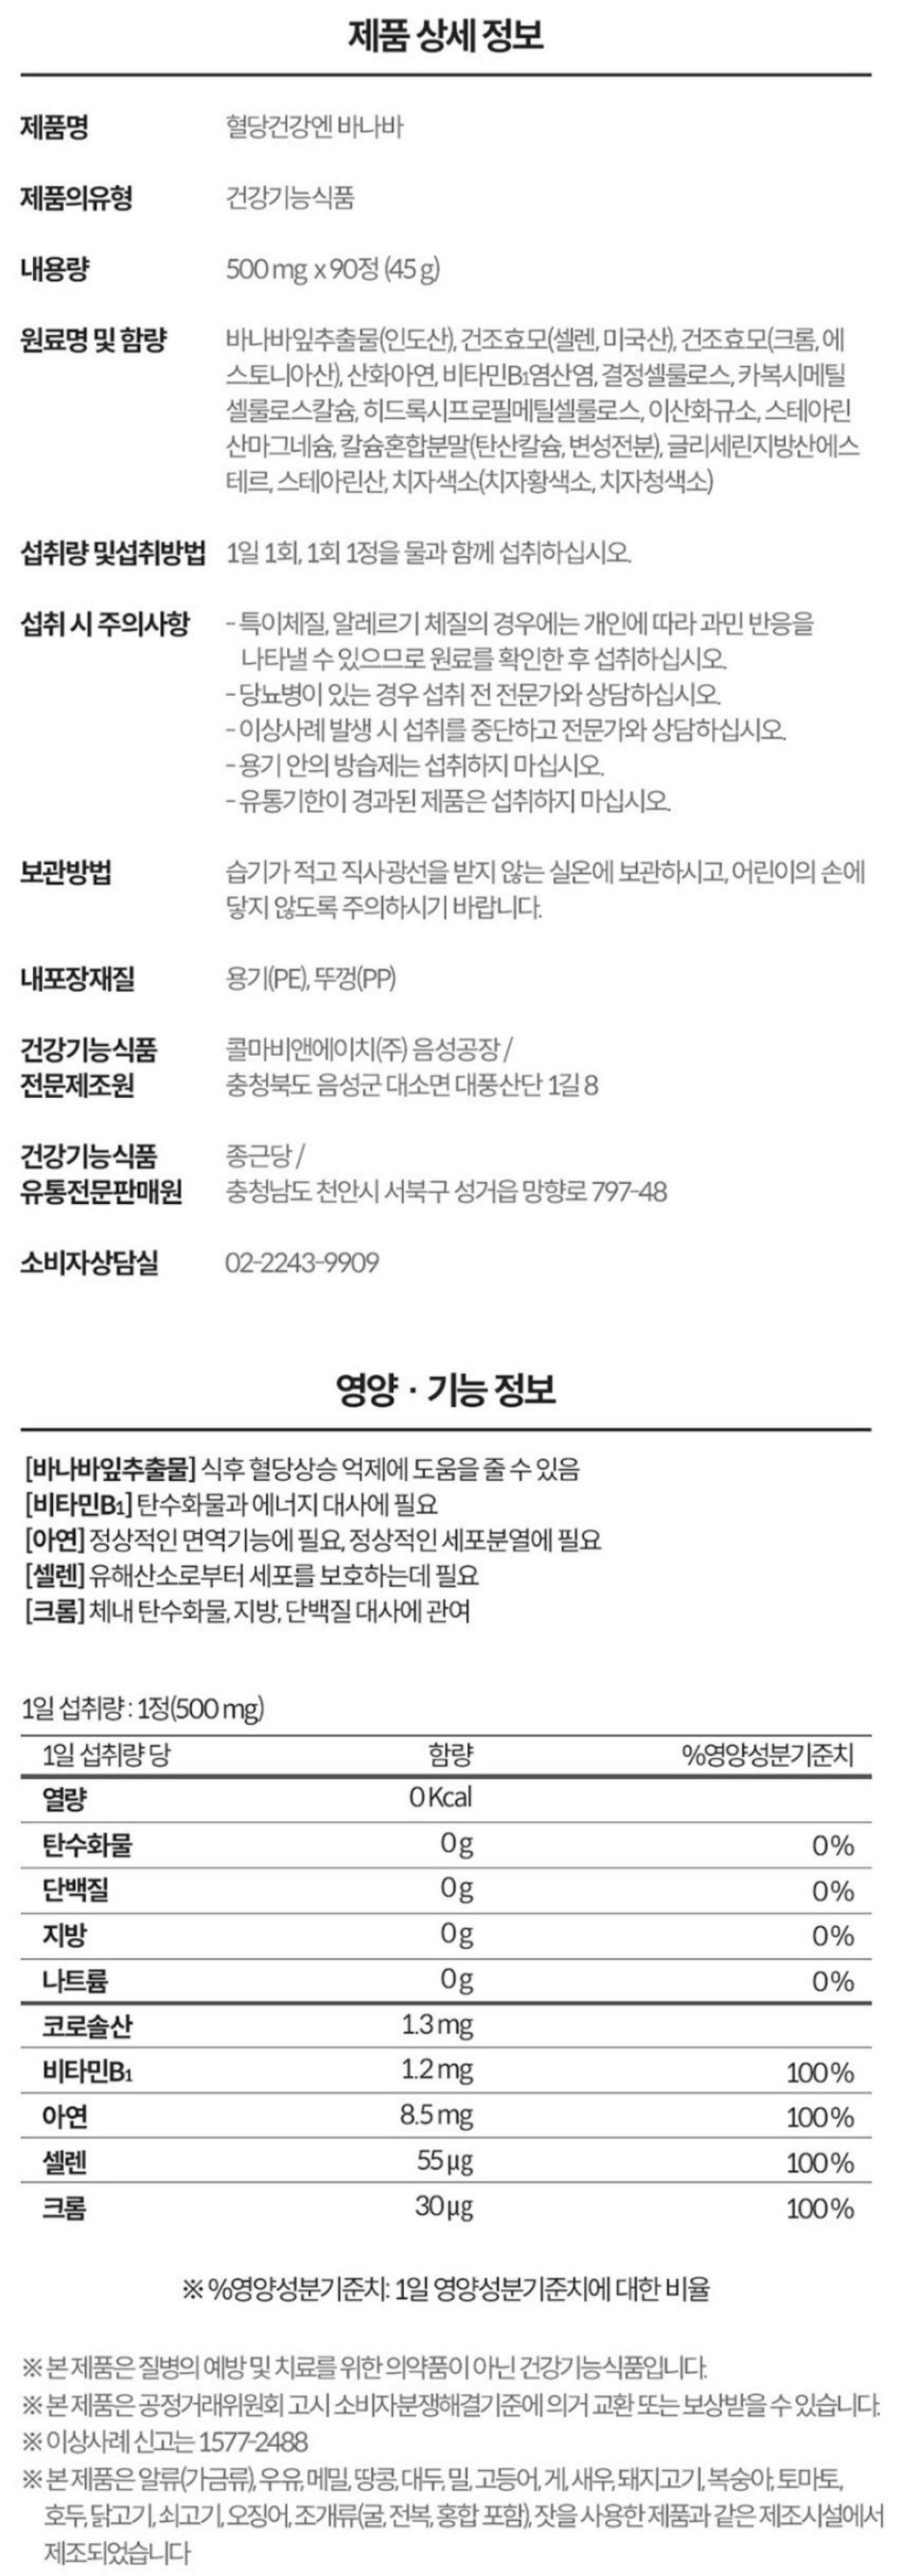 제품 상세 정보
제품명 혈당건강엔 바나바
제품의유형 건강기능식품
내용량 500 mg x 90정 (45 g)
원료명 및 함량 바나바잎추출물(인도산), 건조효모(셀렌, 미국산), 건조효모(크롬, 에
스토니아산), 산화아연, 비타민B₁염산염, 결정셀룰로스, 카복시메틸
셀룰로스칼슘, 히드록시프로필메틸셀룰로스, 이산화규소, 스테아린
산마그네슘, 칼슘혼합분말(탄산칼슘, 변성전분), 글리세린지방산에스
테르, 스테아린산, 치자색소(치자황색소, 치자청색소)
섭취량 및섭취방법 1일 1회, 1회 1정을 물과 함께 섭취하십시오.
섭취 시 주의사항 - 특이체질, 알레르기 체질의 경우에는 개인에 따라 과민 반응을
나타낼 수 있으므로 원료를 확인한 후 섭취하십시오.
- 당뇨병이 있는 경우 섭취 전 전문가와 상담하십시오.
- 이상사례 발생 시 섭취를 중단하고 전문가와 상담하십시오.
- 용기 안의 방습제는 섭취하지 마십시오.
- 유통기한이 경과된 제품은 섭취하지 마십시오.
보관방법 습기가 적고 직사광선을 받지 않는 실온에 보관하시고, 어린이의 손에
닿지 않도록 주의하시기 바랍니다.
내포장재질 용기(PE), 뚜껑(PP)
건강기능식품 콜마비앤에이치(주) 음성공장 /
전문제조원 충청북도 음성군 대소면 대풍산단 1길 8
건강기능식품 종근당 /
유통전문판매원 충청남도 천안시 서북구 성거읍 망향로 797-48
소비자상담실 02-2243-9909
영양 · 기능 정보
[바나바잎추출물] 식후 혈당상승 억제에 도움을 줄 수 있음
[비타민B₁] 탄수화물과 에너지 대사에 필요
[아연] 정상적인 면역기능에 필요, 정상적인 세포분열에 필요
[셀렌] 유해산소로부터 세포를 보호하는데 필요
[크롬] 체내 탄수화물, 지방, 단백질 대사에 관여
1일 섭취량 : 1정(500 mg)
1일 섭취량 당 함량 %영양성분기준치
열량 0 Kcal
탄수화물 0 g 0 %
단백질 0 g 0 %
지방 0 g 0 %
나트륨 0 g 0 %
코로솔산 1.3 mg
비타민B₁ 1.2 mg 100 %
아연 8.5 mg 100 %
셀렌 55 μg 100 %
크롬 30 μg 100 %
※ %영양성분기준치: 1일 영양성분기준치에 대한 비율
※ 본 제품은 질병의 예방 및 치료를 위한 의약품이 아닌 건강기능식품입니다.
※ 본 제품은 공정거래위원회 고시 소비자분쟁해결기준에 의거 교환 또는 보상받을 수 있습니다.
※ 이상사례 신고는 1577-2488
※ 본 제품은 알류(가금류), 우유, 메밀, 땅콩, 대두, 밀, 고등어, 게, 새우, 돼지고기, 복숭아, 토마토,
호두, 닭고기, 쇠고기, 오징어, 조개류(굴, 전복, 홍합 포함), 잣을 사용한 제품과 같은 제조시설에서
제조되었습니다